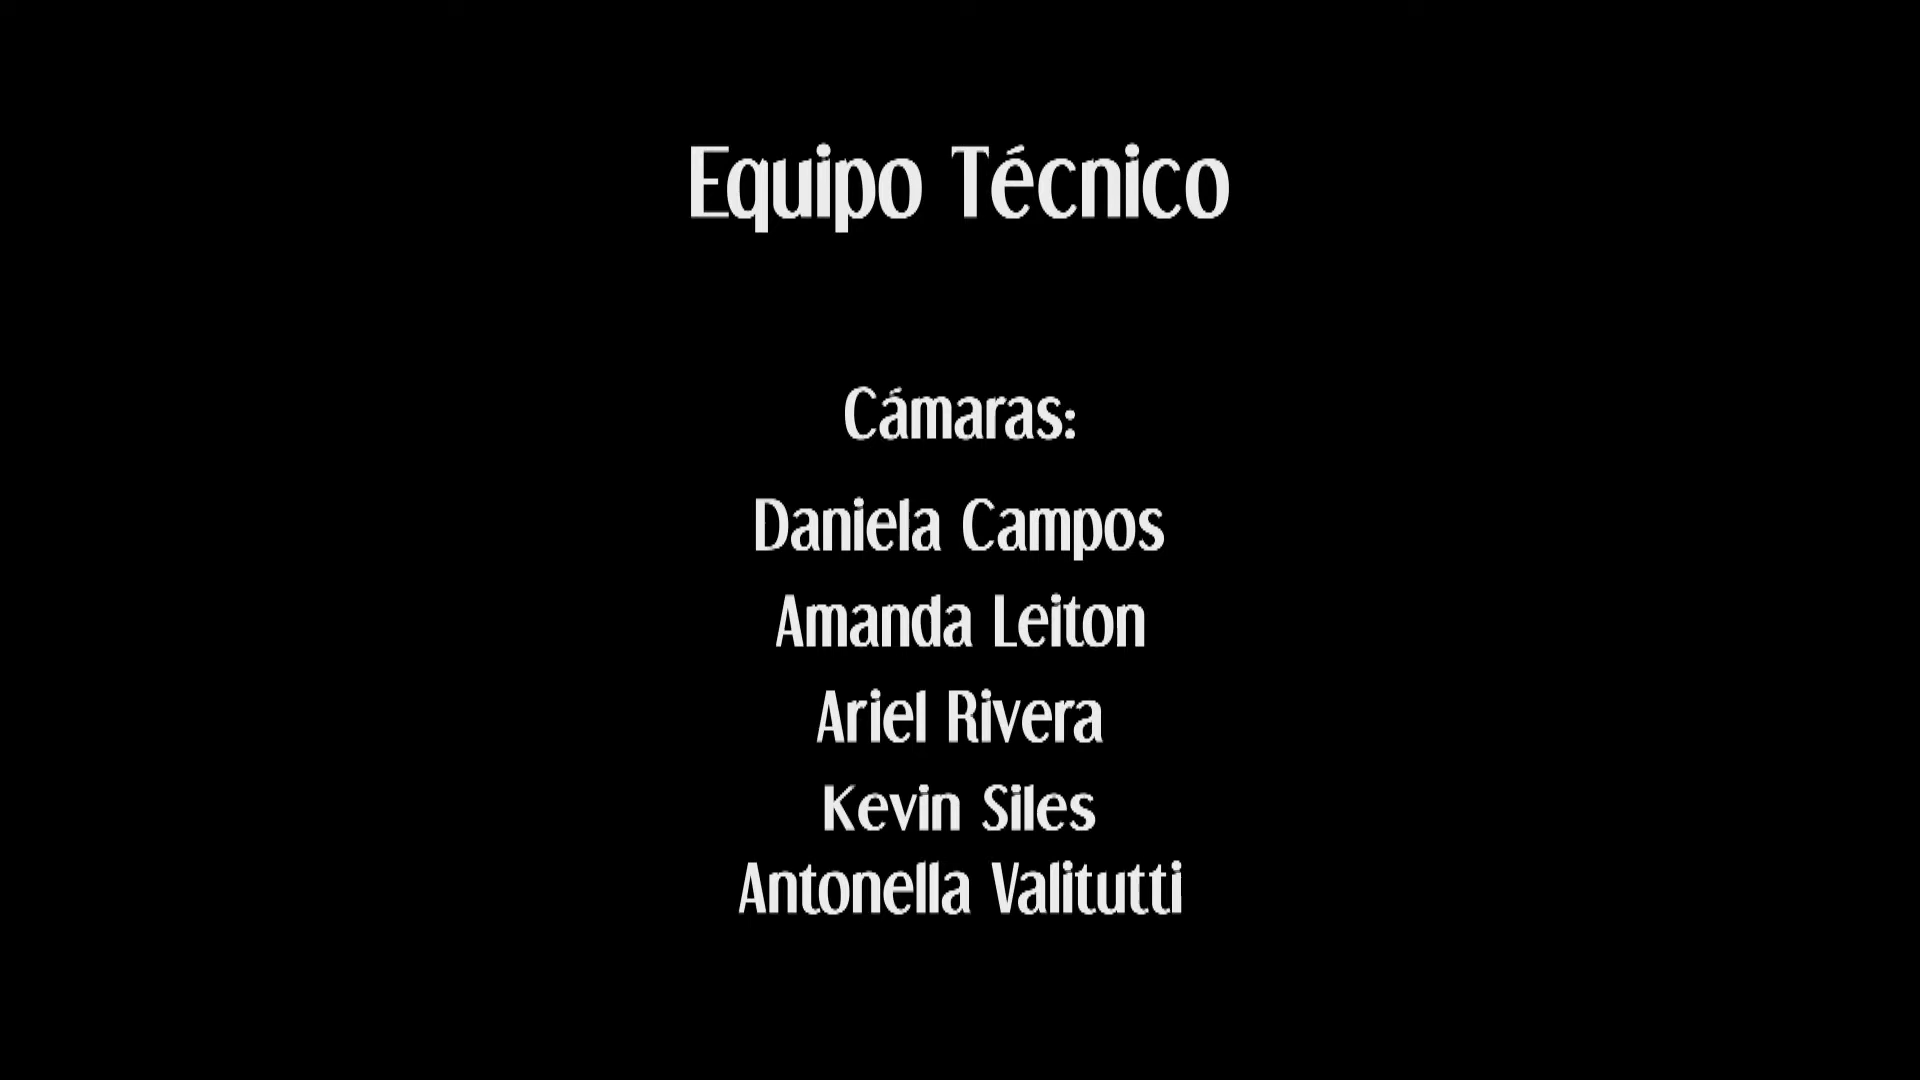 Equipo Técnico
Cámaras:
Daniela Campos
Amanda Leiton
Ariel Rivera
Kevin Siles
Antonella Valitutti